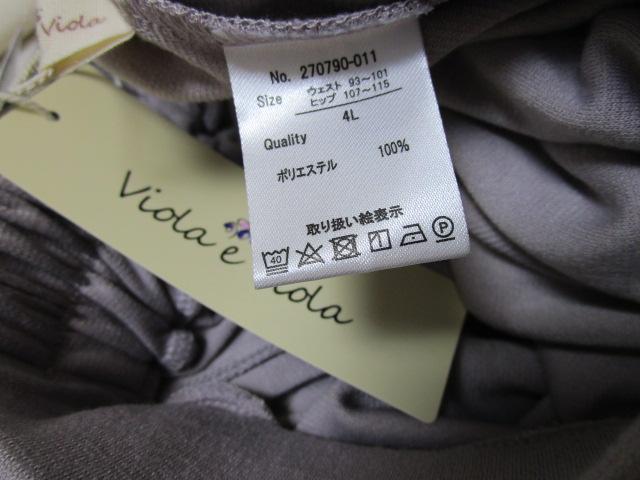 Viola
No. 270790-011
Size ウェスト 93～101
ヒップ 107～115
4L
Quality
ポリエステル 100%
取り扱い絵表示
40
Viola
e
Viola